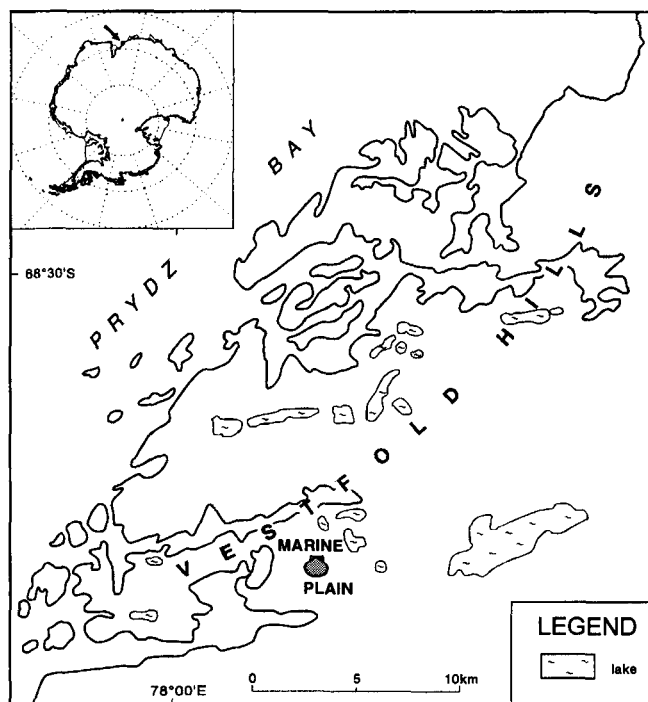 PRYDZ BAY
68°30'S
VESTFOLD HILLS
MARINE
PLAIN
78°00'E
0 5 10km
LEGEND
lake